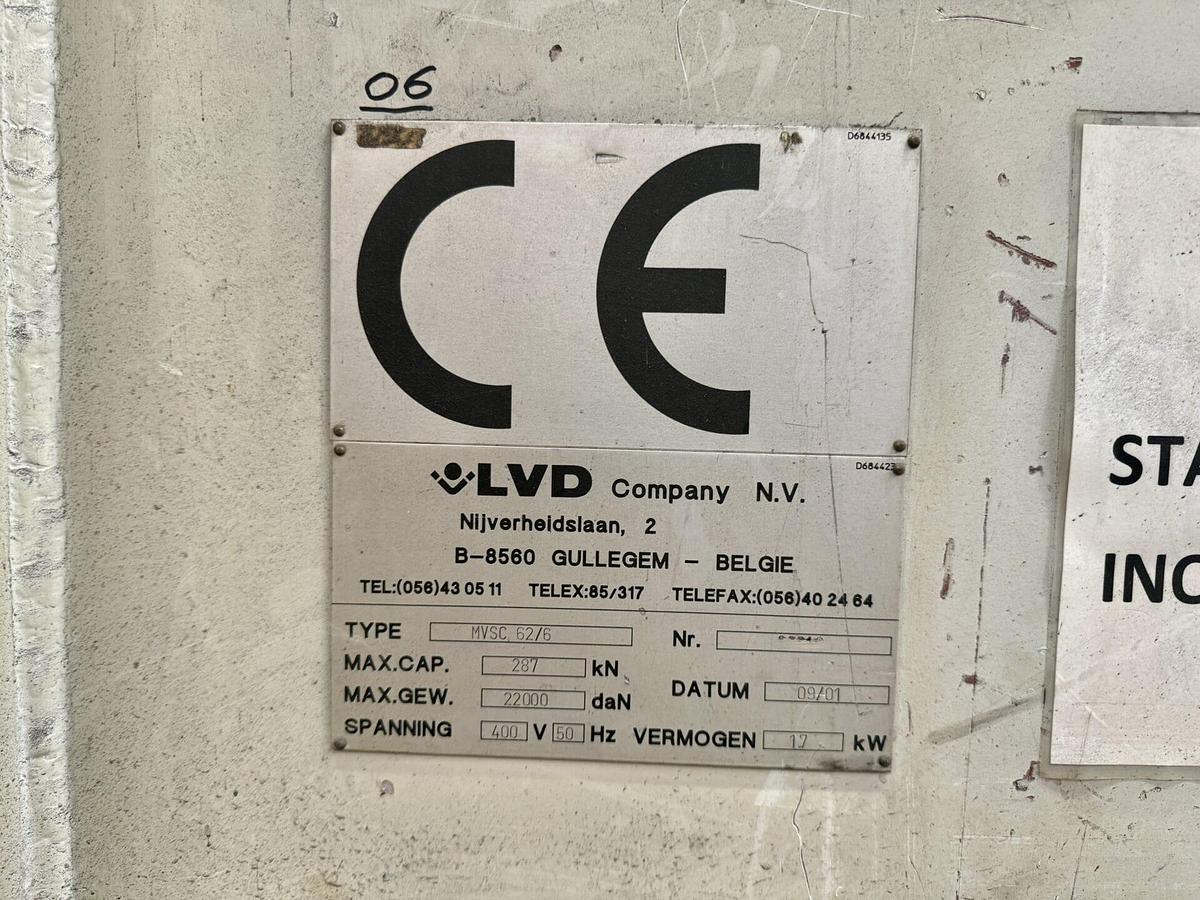 06
D6844135
CE
D684423
LVD Company N.V.
Nijverheidslaan, 2
B-8560 GULLEGEM - BELGIE
TEL:(056)43 05 11 TELEX:85/317 TELEFAX:(056)40 24 64
TYPE MVSC 62/6 Nr.
MAX.CAP. 287 kN
MAX.GEW. 22000 daN DATUM 09/01
SPANNING 400 V 50 Hz VERMOGEN 17 kW
STA
INC